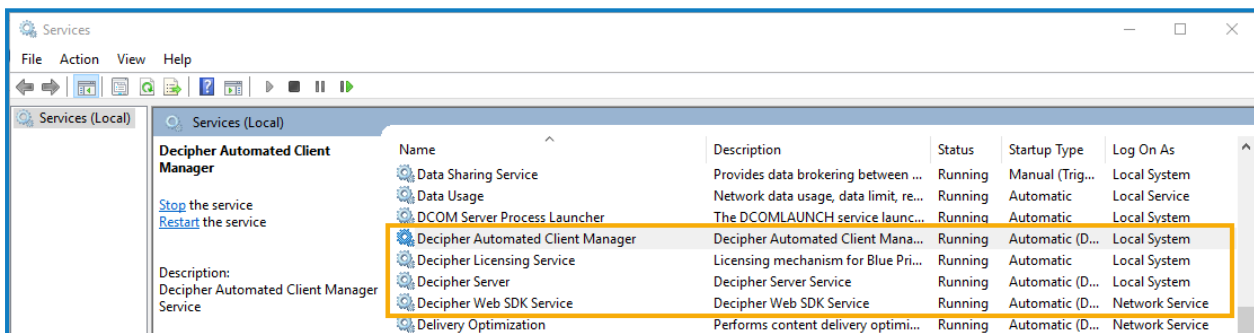 Services
File Action View Help
Services (Local)
Services (Local)
Decipher Automated Client
Manager
Stop the service
Restart the service
Description:
Decipher Automated Client Manager
Service
Name Description Status Startup Type Log On As
Data Sharing Service Provides data brokering between ... Running Manual (Trig... Local System
Data Usage Network data usage, data limit, re... Running Automatic Local Service
DCOM Server Process Launcher The DCOMLAUNCH service launc... Running Automatic Local System
Decipher Automated Client Manager Decipher Automated Client Mana... Running Automatic (D... Local System
Decipher Licensing Service Licensing mechanism for Blue Pri... Running Automatic Local System
Decipher Server Decipher Server Service Running Automatic (D... Local System
Decipher Web SDK Service Decipher Web SDK Service Running Automatic (D... Network Service
Delivery Optimization Performs content delivery optimi... Running Automatic (D... Network Service